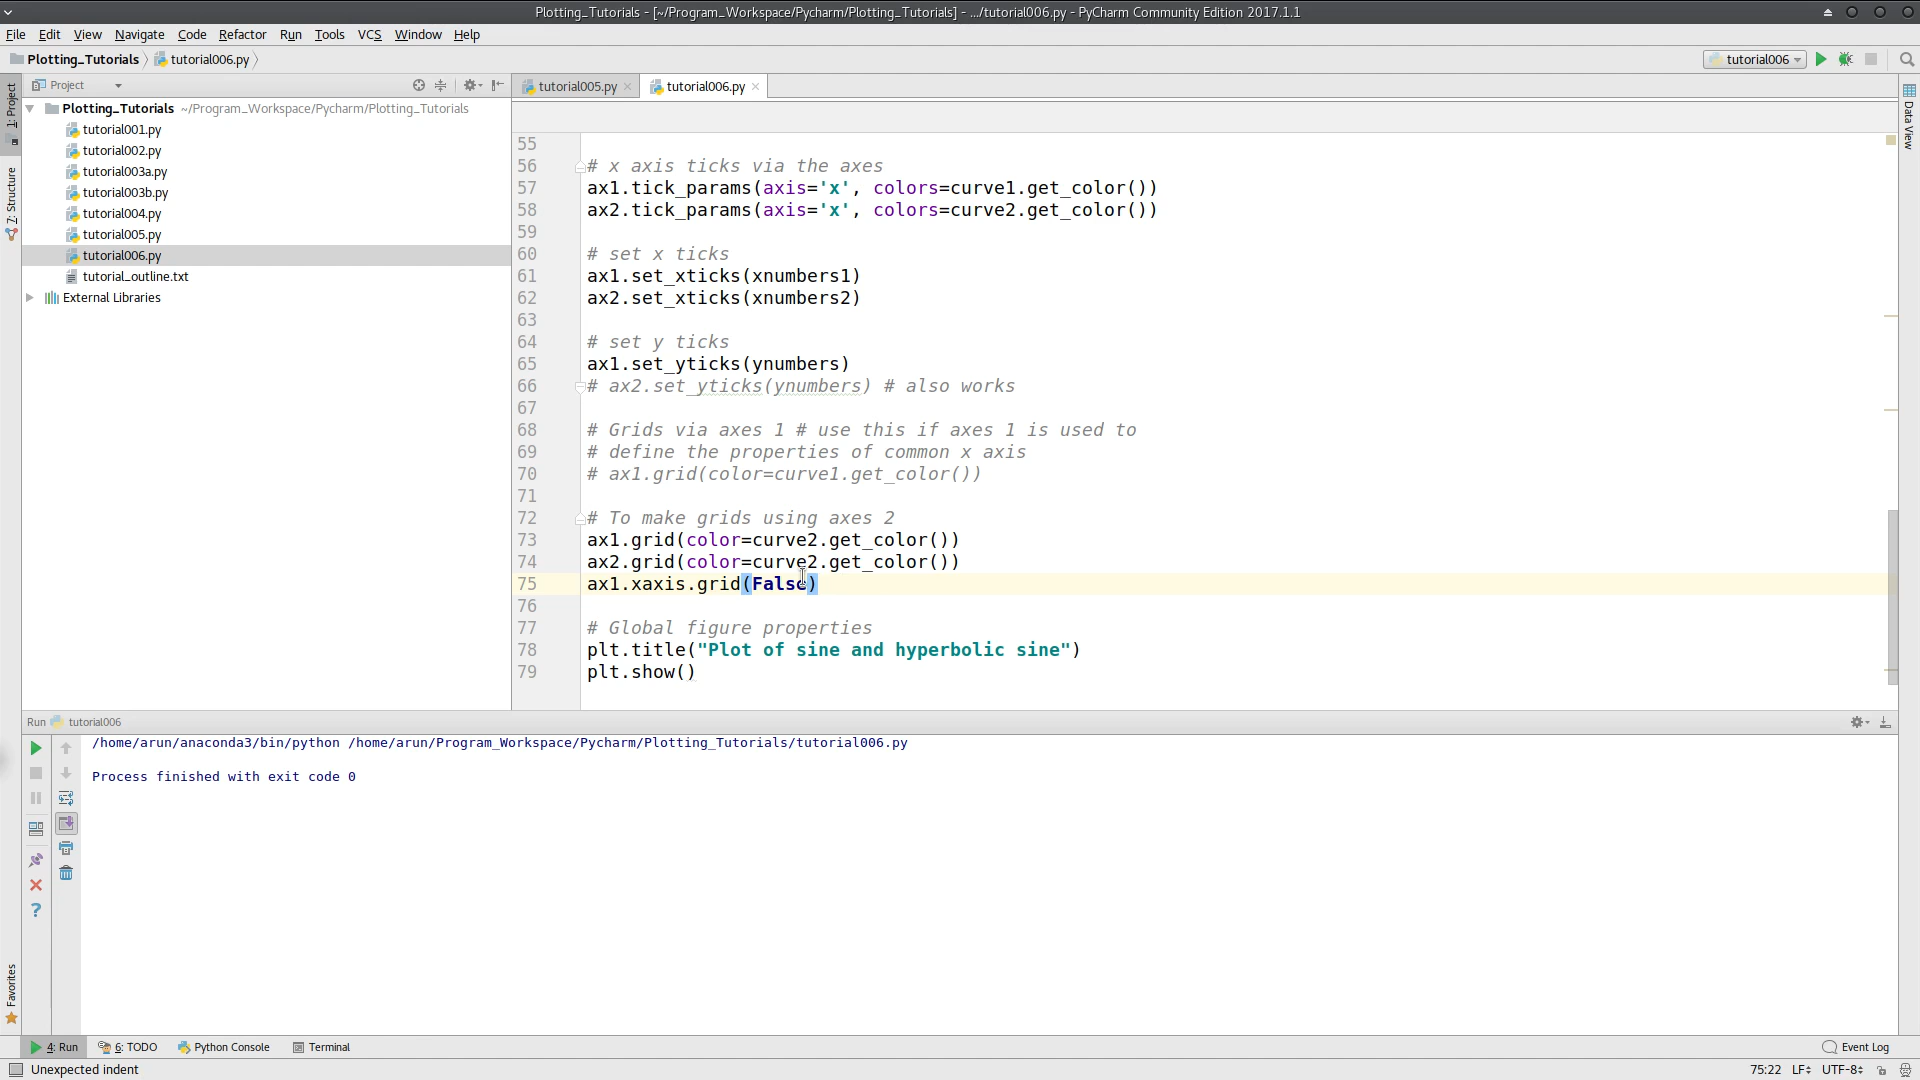 Plotting_Tutorials - [~/Program_Workspace/Pycharm/Plotting_Tutorials] - .../tutorial006.py - PyCharm Community Edition 2017.1.1
File Edit View Navigate Code Refactor Run Tools VCS Window Help
Plotting_Tutorials tutorial006.py tutorial006
Project tutorial005.py tutorial006.py
1: Project
7: Structure
Favorites
Data View
Plotting_Tutorials ~/Program_Workspace/Pycharm/Plotting_Tutorials
tutorial001.py
tutorial002.py
tutorial003a.py
tutorial003b.py
tutorial004.py
tutorial005.py
tutorial006.py
tutorial_outline.txt
External Libraries
55
56 # x axis ticks via the axes
57 ax1.tick_params(axis='x', colors=curve1.get_color())
58 ax2.tick_params(axis='x', colors=curve2.get_color())
59
60 # set x ticks
61 ax1.set_xticks(xnumbers1)
62 ax2.set_xticks(xnumbers2)
63
64 # set y ticks
65 ax1.set_yticks(ynumbers)
66 # ax2.set_yticks(ynumbers) # also works
67
68 # Grids via axes 1 # use this if axes 1 is used to
69 # define the properties of common x axis
70 # ax1.grid(color=curve1.get_color())
71
72 # To make grids using axes 2
73 ax1.grid(color=curve2.get_color())
74 ax2.grid(color=curve2.get_color())
75 ax1.xaxis.grid(False)
76
77 # Global figure properties
78 plt.title("Plot of sine and hyperbolic sine")
79 plt.show()
Run tutorial006
/home/arun/anaconda3/bin/python /home/arun/Program_Workspace/Pycharm/Plotting_Tutorials/tutorial006.py
Process finished with exit code 0
4: Run 6: TODO Python Console Terminal Event Log
Unexpected indent 75:22 LF UTF-8